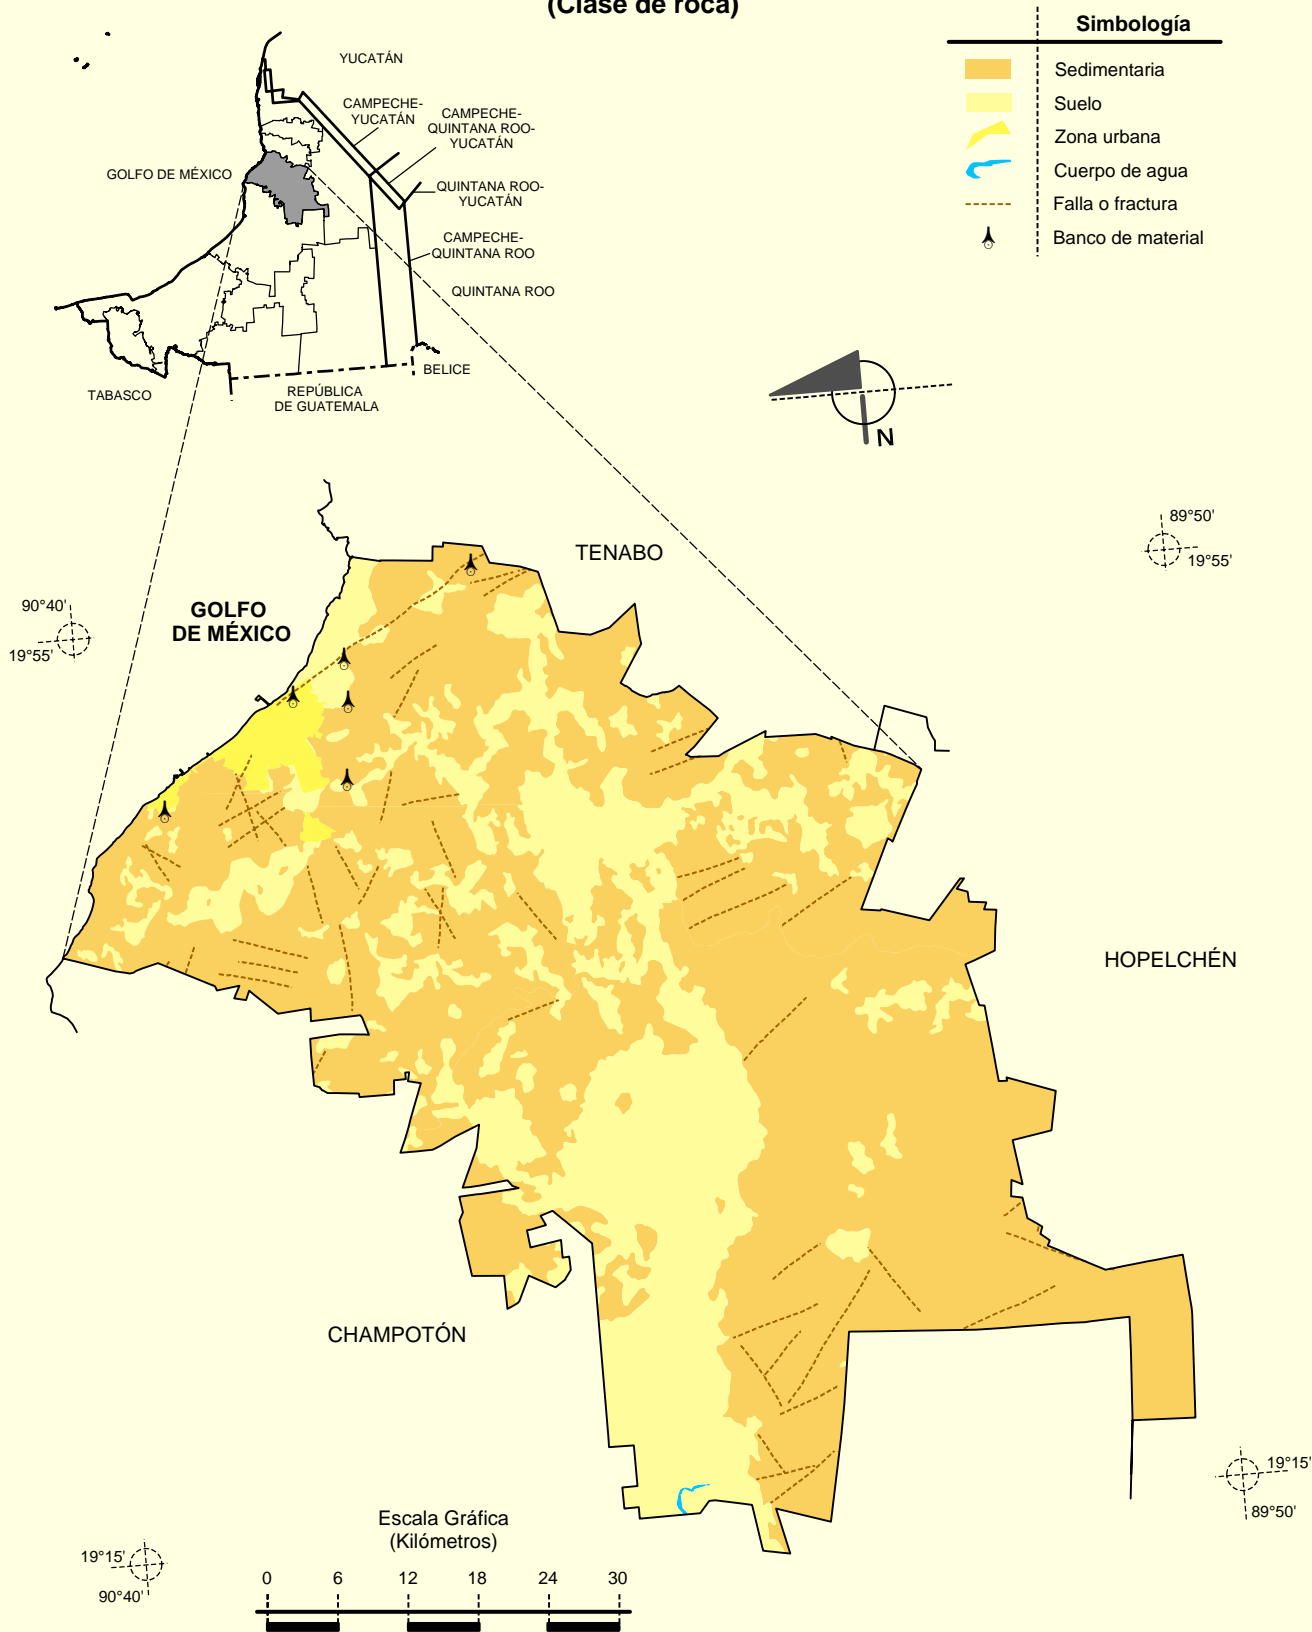 (Clase de roca)
Simbología
Sedimentaria
Suelo
Zona urbana
Cuerpo de agua
Falla o fractura
Banco de material
YUCATÁN
CAMPECHE-
YUCATÁN
CAMPECHE-
QUINTANA ROO-
YUCATÁN
GOLFO DE MÉXICO
QUINTANA ROO-
YUCATÁN
CAMPECHE-
QUINTANA ROO
QUINTANA ROO
BELICE
TABASCO
REPÚBLICA
DE GUATEMALA
N
89°50'
19°55'
TENABO
90°40'
19°55'
GOLFO
DE MÉXICO
HOPELCHÉN
CHAMPOTÓN
19°15'
89°50'
Escala Gráfica
(Kilómetros)
19°15'
90°40'
0 6 12 18 24 30